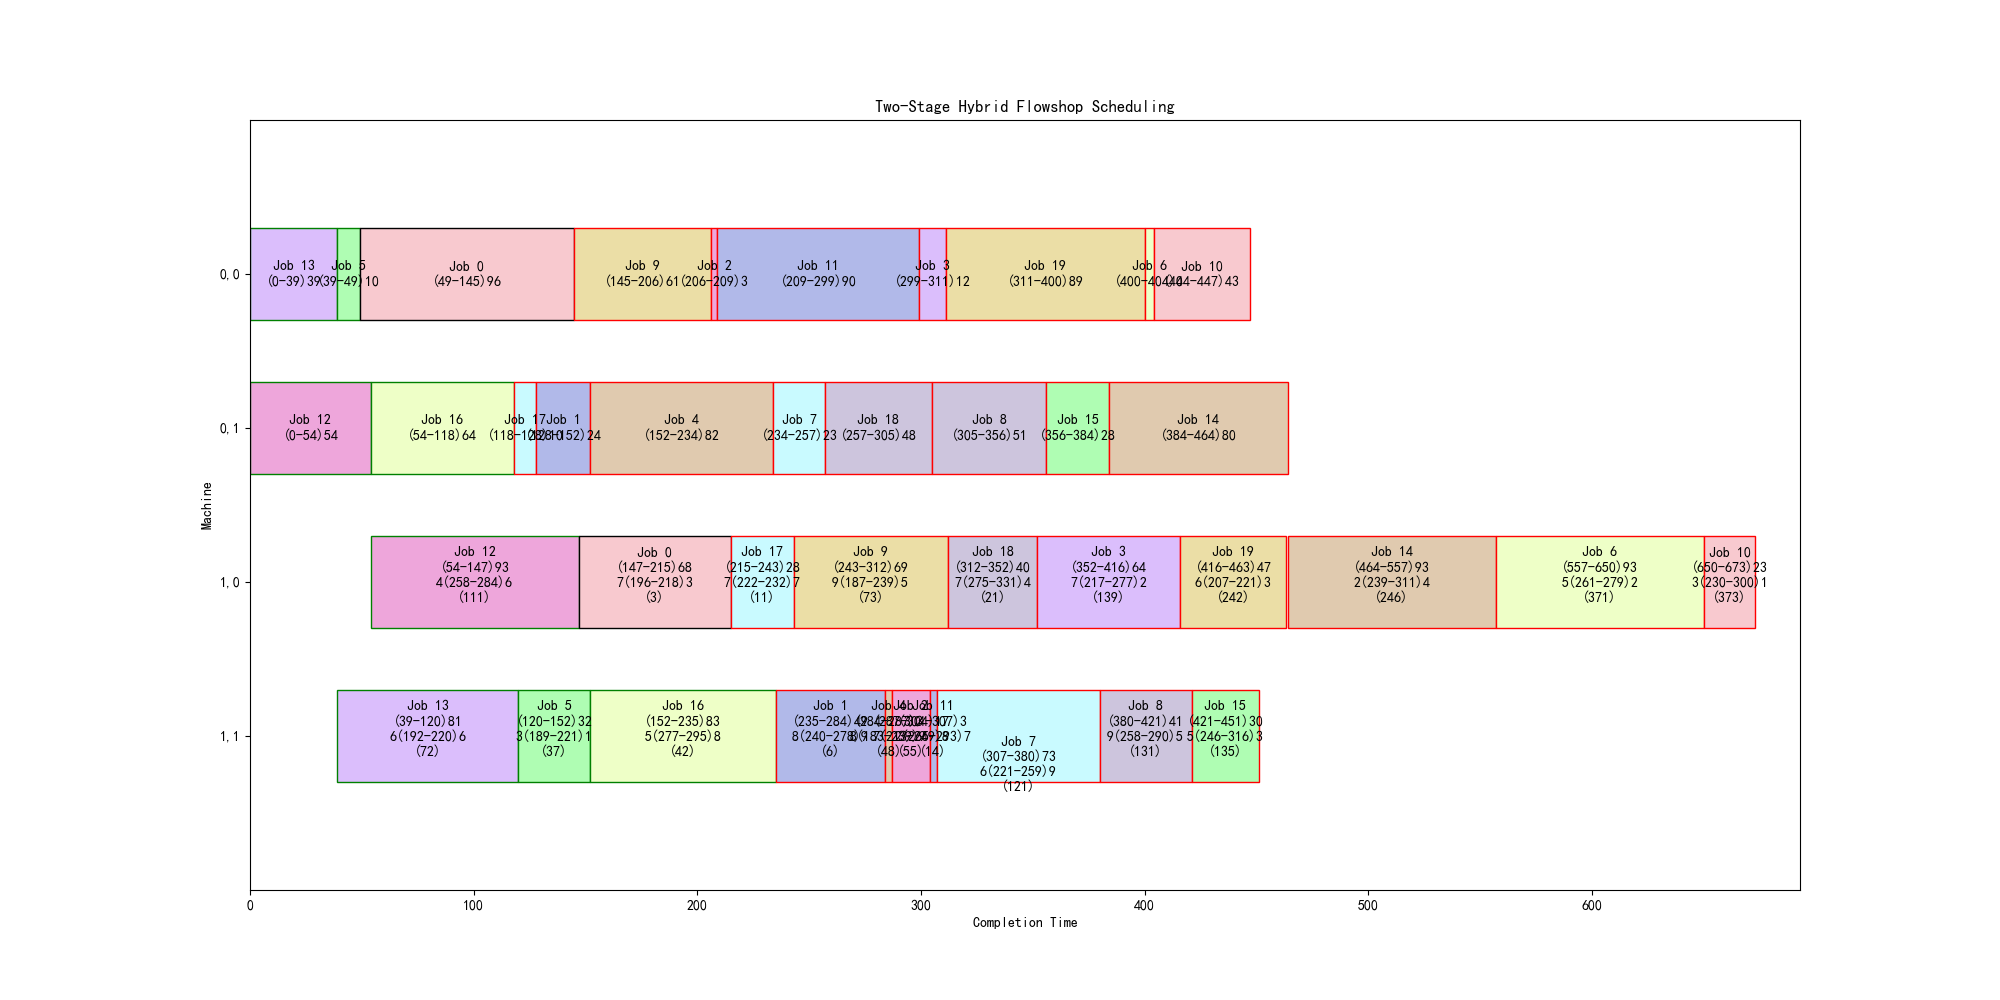 Two-Stage Hybrid Flowshop Scheduling
Machine
0,0
Job 13
(0-39)39
Job 5
(39-49)10
Job 0
(49-145)96
Job 9
(145-206)61
Job 2
(206-209)3
Job 11
(209-299)90
Job 3
(299-311)12
Job 19
(311-400)89
Job 6
(400-404)4
Job 10
(404-447)43
0,1
Job 12
(0-54)54
Job 16
(54-118)64
Job 17
(118-128)10
Job 1
(128-152)24
Job 4
(152-234)82
Job 7
(234-257)23
Job 18
(257-305)48
Job 8
(305-356)51
Job 15
(356-384)28
Job 14
(384-464)80
1,0
Job 12
(54-147)93
4(258-284)6
(111)
Job 0
(147-215)68
7(196-218)3
(3)
Job 17
(215-243)28
7(222-232)7
(11)
Job 9
(243-312)69
9(187-239)5
(73)
Job 18
(312-352)40
7(275-331)4
(21)
Job 3
(352-416)64
7(217-277)2
(139)
Job 19
(416-463)47
6(207-221)3
(242)
Job 14
(464-557)93
2(239-311)4
(246)
Job 6
(557-650)93
5(261-279)2
(371)
Job 10
(650-673)23
3(230-300)1
(373)
1,1
Job 13
(39-120)81
6(192-220)6
(72)
Job 5
(120-152)32
3(189-221)1
(37)
Job 16
(152-235)83
5(277-295)8
(42)
Job 1
(235-284)49
8(240-278)9
(6)
Job 4
(48)
Job 2
(55)
Job 11
(304-307)3
(14)
Job 7
(307-380)73
6(221-259)9
(121)
Job 8
(380-421)41
9(258-290)5
(131)
Job 15
(421-451)30
5(246-316)3
(135)
0
100
200
300
400
500
600
Completion Time